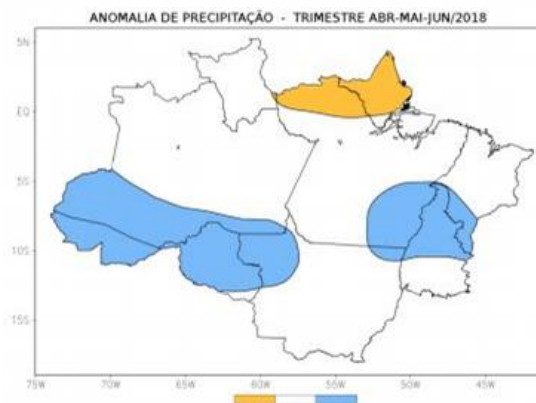 ANOMALIA DE PRECIPITAÇÃO - TRIMESTRE ABR-MAI-JUN/2018
5N
EQ
5S
10S
15S
75W 70W 65W 60W 55W 50W 45W